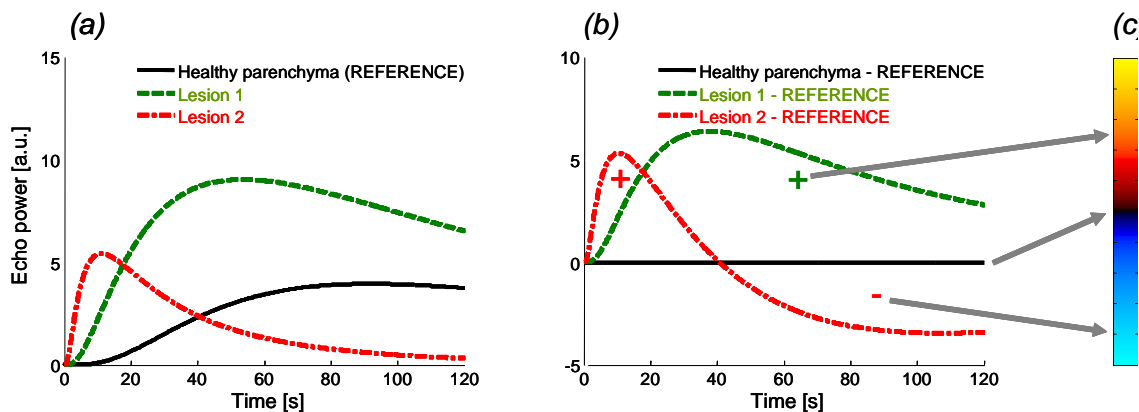 (a)
15
10
5
0
Echo power [a.u.]
Healthy parenchyma (REFERENCE)
Lesion 1
Lesion 2
0 20 40 60 80 100 120
Time [s]
(b)
10
5
0
-5
Healthy parenchyma - REFERENCE
Lesion 1 - REFERENCE
Lesion 2 - REFERENCE
+
+
-
0 20 40 60 80 100 120
Time [s]
(c)